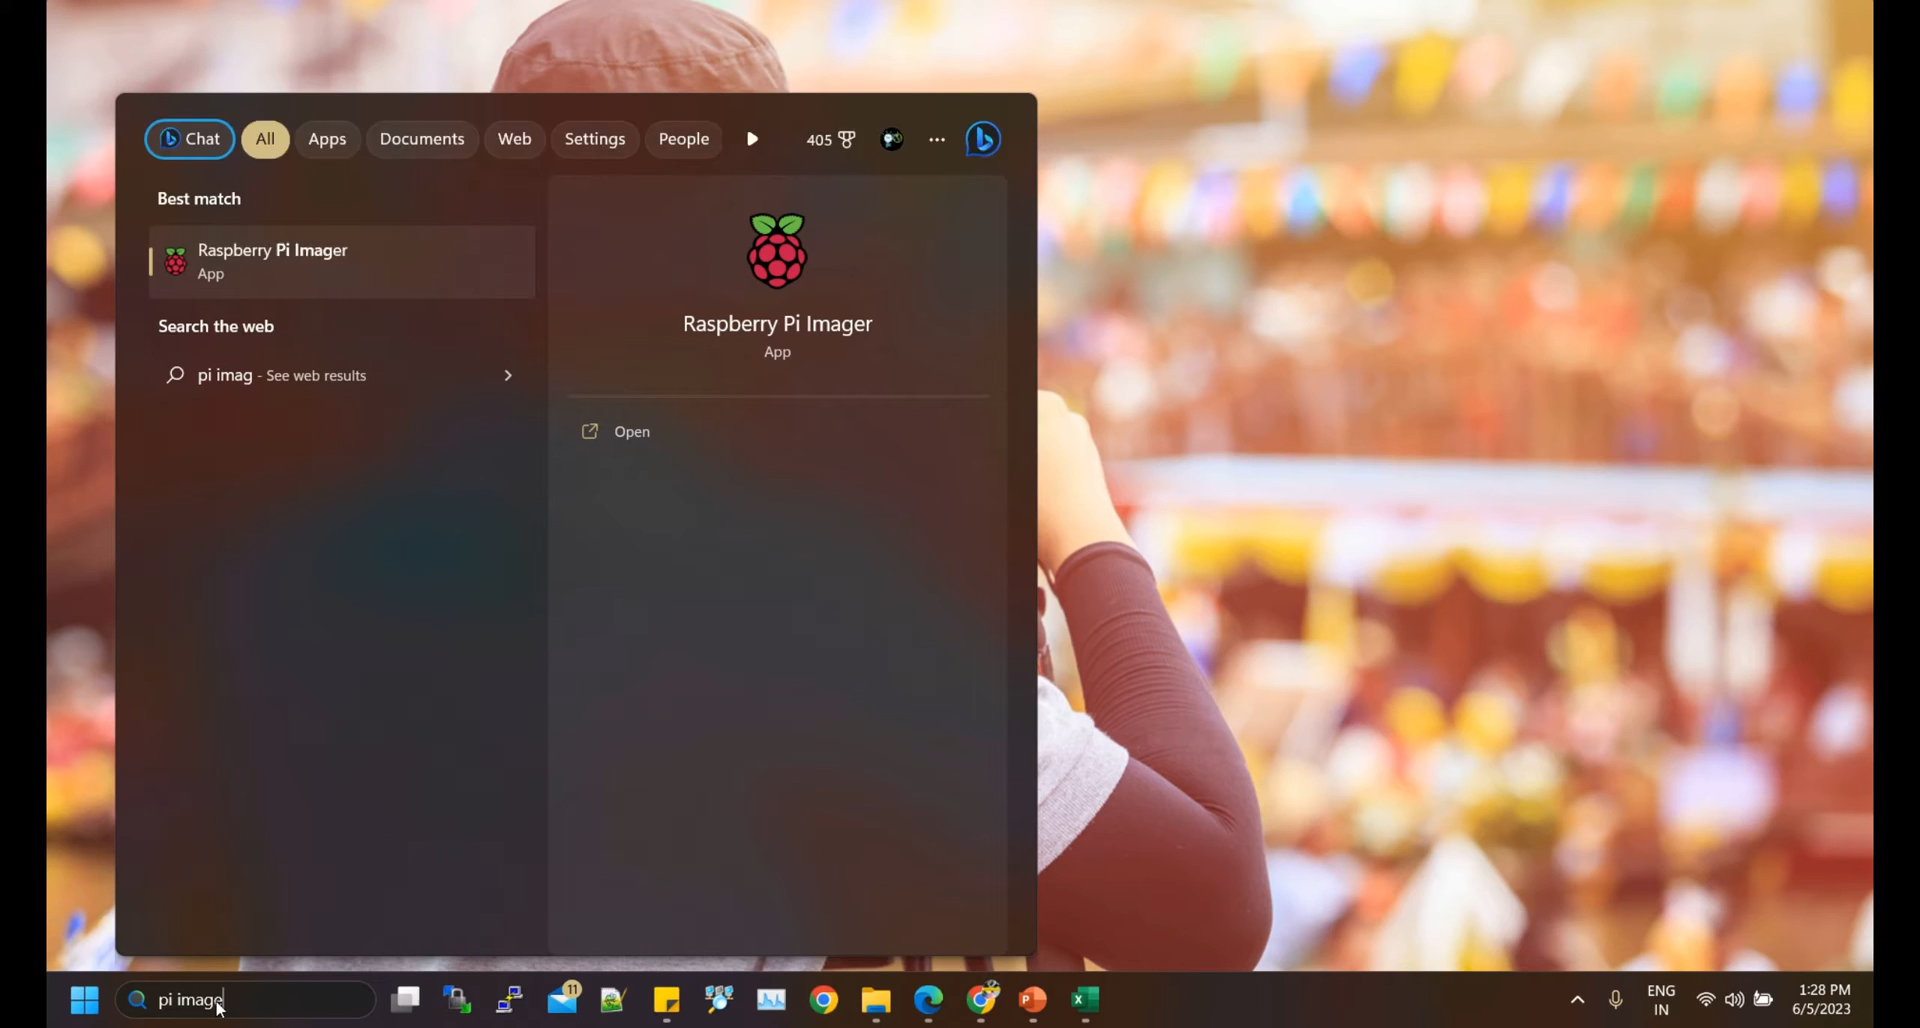 Chat All Apps Documents Web Settings People 405 ...
Best match
Raspberry Pi Imager
App
Search the web
pi imag - See web results
Raspberry Pi Imager
App
Open
pi image
11
ENG
IN
1:28 PM
6/5/2023